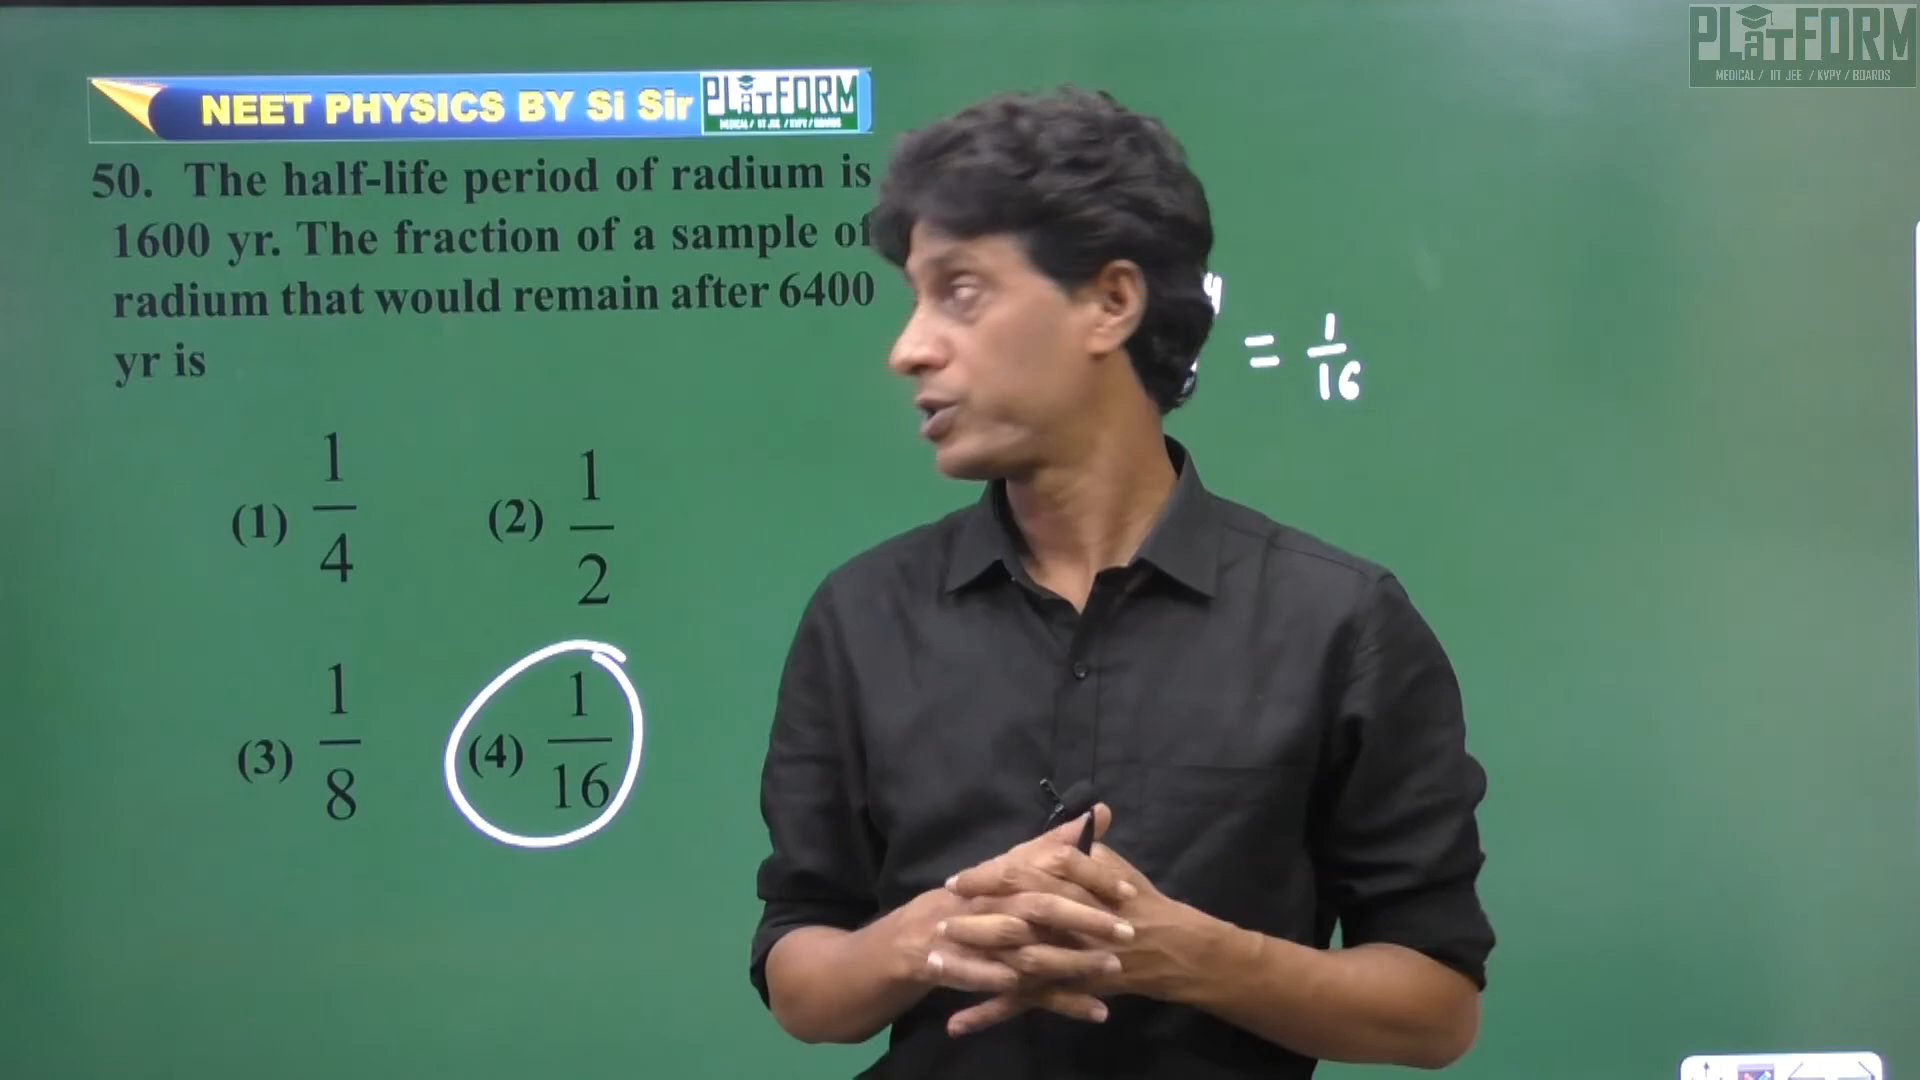 PLaTFORM
MEDICAL / IIT JEE / KVPY / BOARDS
NEET PHYSICS BY Si Sir PLaTFORM
MEDICAL / IIT JEE / KVPY / BOARDS
50. The half-life period of radium is
1600 yr. The fraction of a sample of
radium that would remain after 6400
yr is
4
= 1/16
(1) 1/4 (2) 1/2
(3) 1/8 (4) 1/16